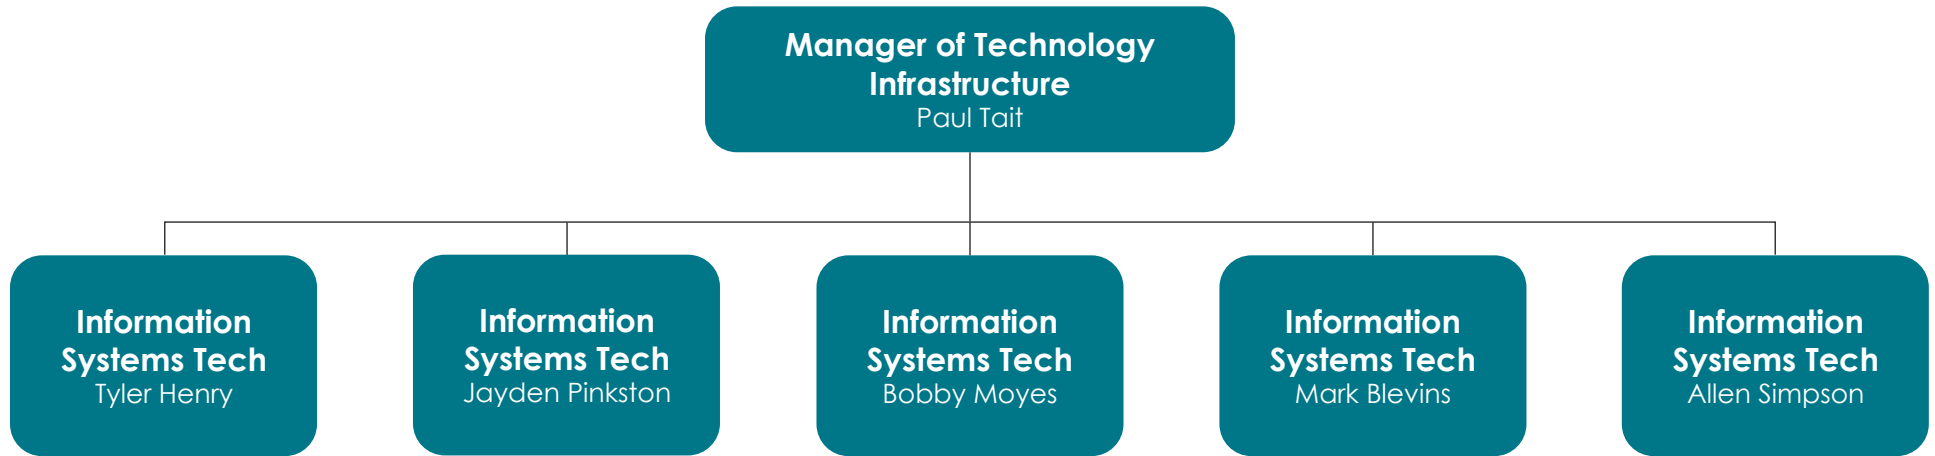 Manager of Technology
Infrastructure
Paul Tait
Information
Systems Tech
Tyler Henry
Information
Systems Tech
Jayden Pinkston
Information
Systems Tech
Bobby Moyes
Information
Systems Tech
Mark Blevins
Information
Systems Tech
Allen Simpson